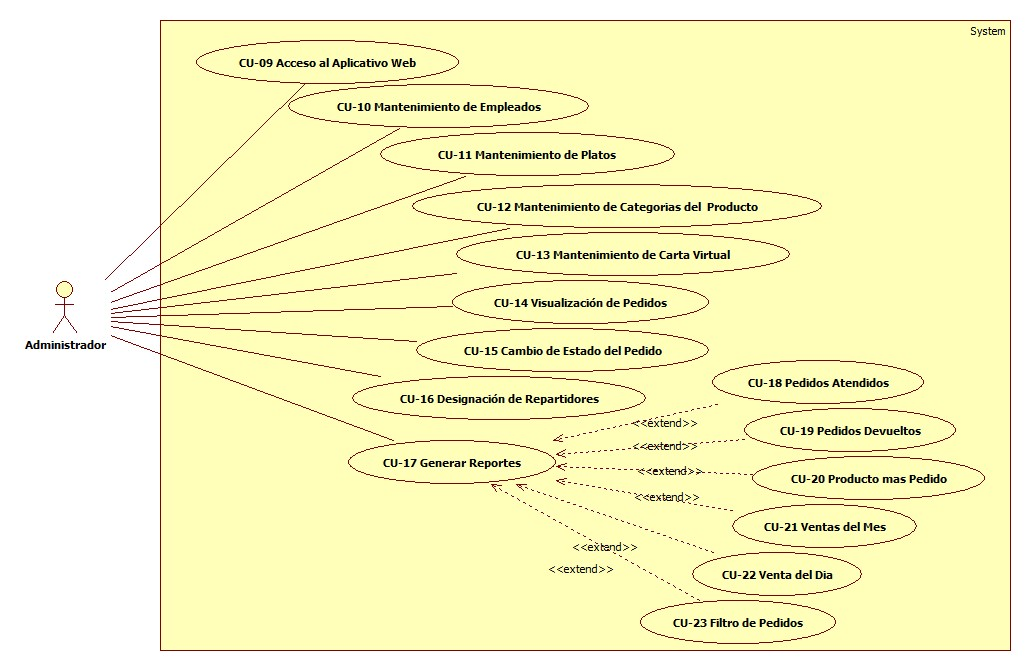 System
CU-09 Acceso al Aplicativo Web
CU-10 Mantenimiento de Empleados
CU-11 Mantenimiento de Platos
CU-12 Mantenimiento de Categorias del  Producto
CU-13 Mantenimiento de Carta Virtual
CU-14 Visualización de Pedidos
Administrador
CU-15 Cambio de Estado del Pedido
CU-16 Designación de Repartidores
CU-17 Generar Reportes
CU-18 Pedidos Atendidos
<<extend>>
CU-19 Pedidos Devueltos
<<extend>>
CU-20 Producto mas Pedido
<<extend>>
CU-21 Ventas del Mes
<<extend>>
CU-22 Venta del Dia
<<extend>>
CU-23 Filtro de Pedidos
<<extend>>